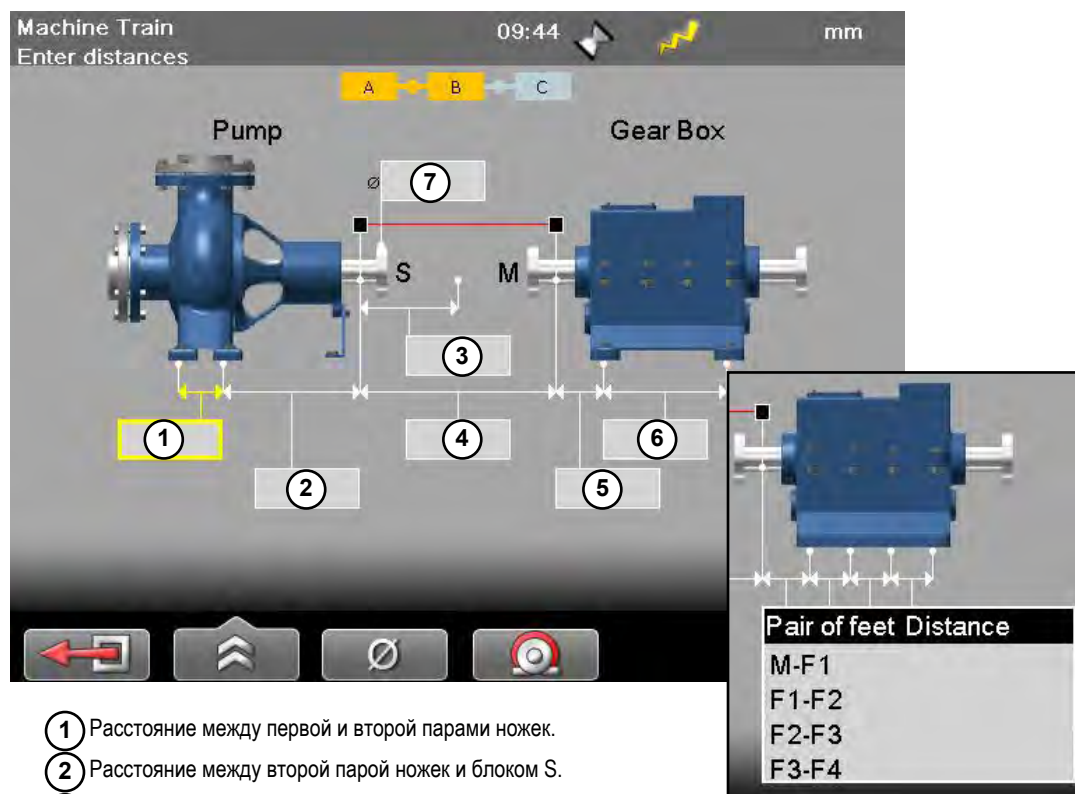 Machine Train
09:44
mm
Enter distances
A B C
Pump
Gear Box
Ø 7
S
M
3
1
4
6
2
5
Ø
Pair of feet Distance
M-F1
F1-F2
F2-F3
F3-F4
1 Расстояние между первой и второй парами ножек.
2 Расстояние между второй парой ножек и блоком S.